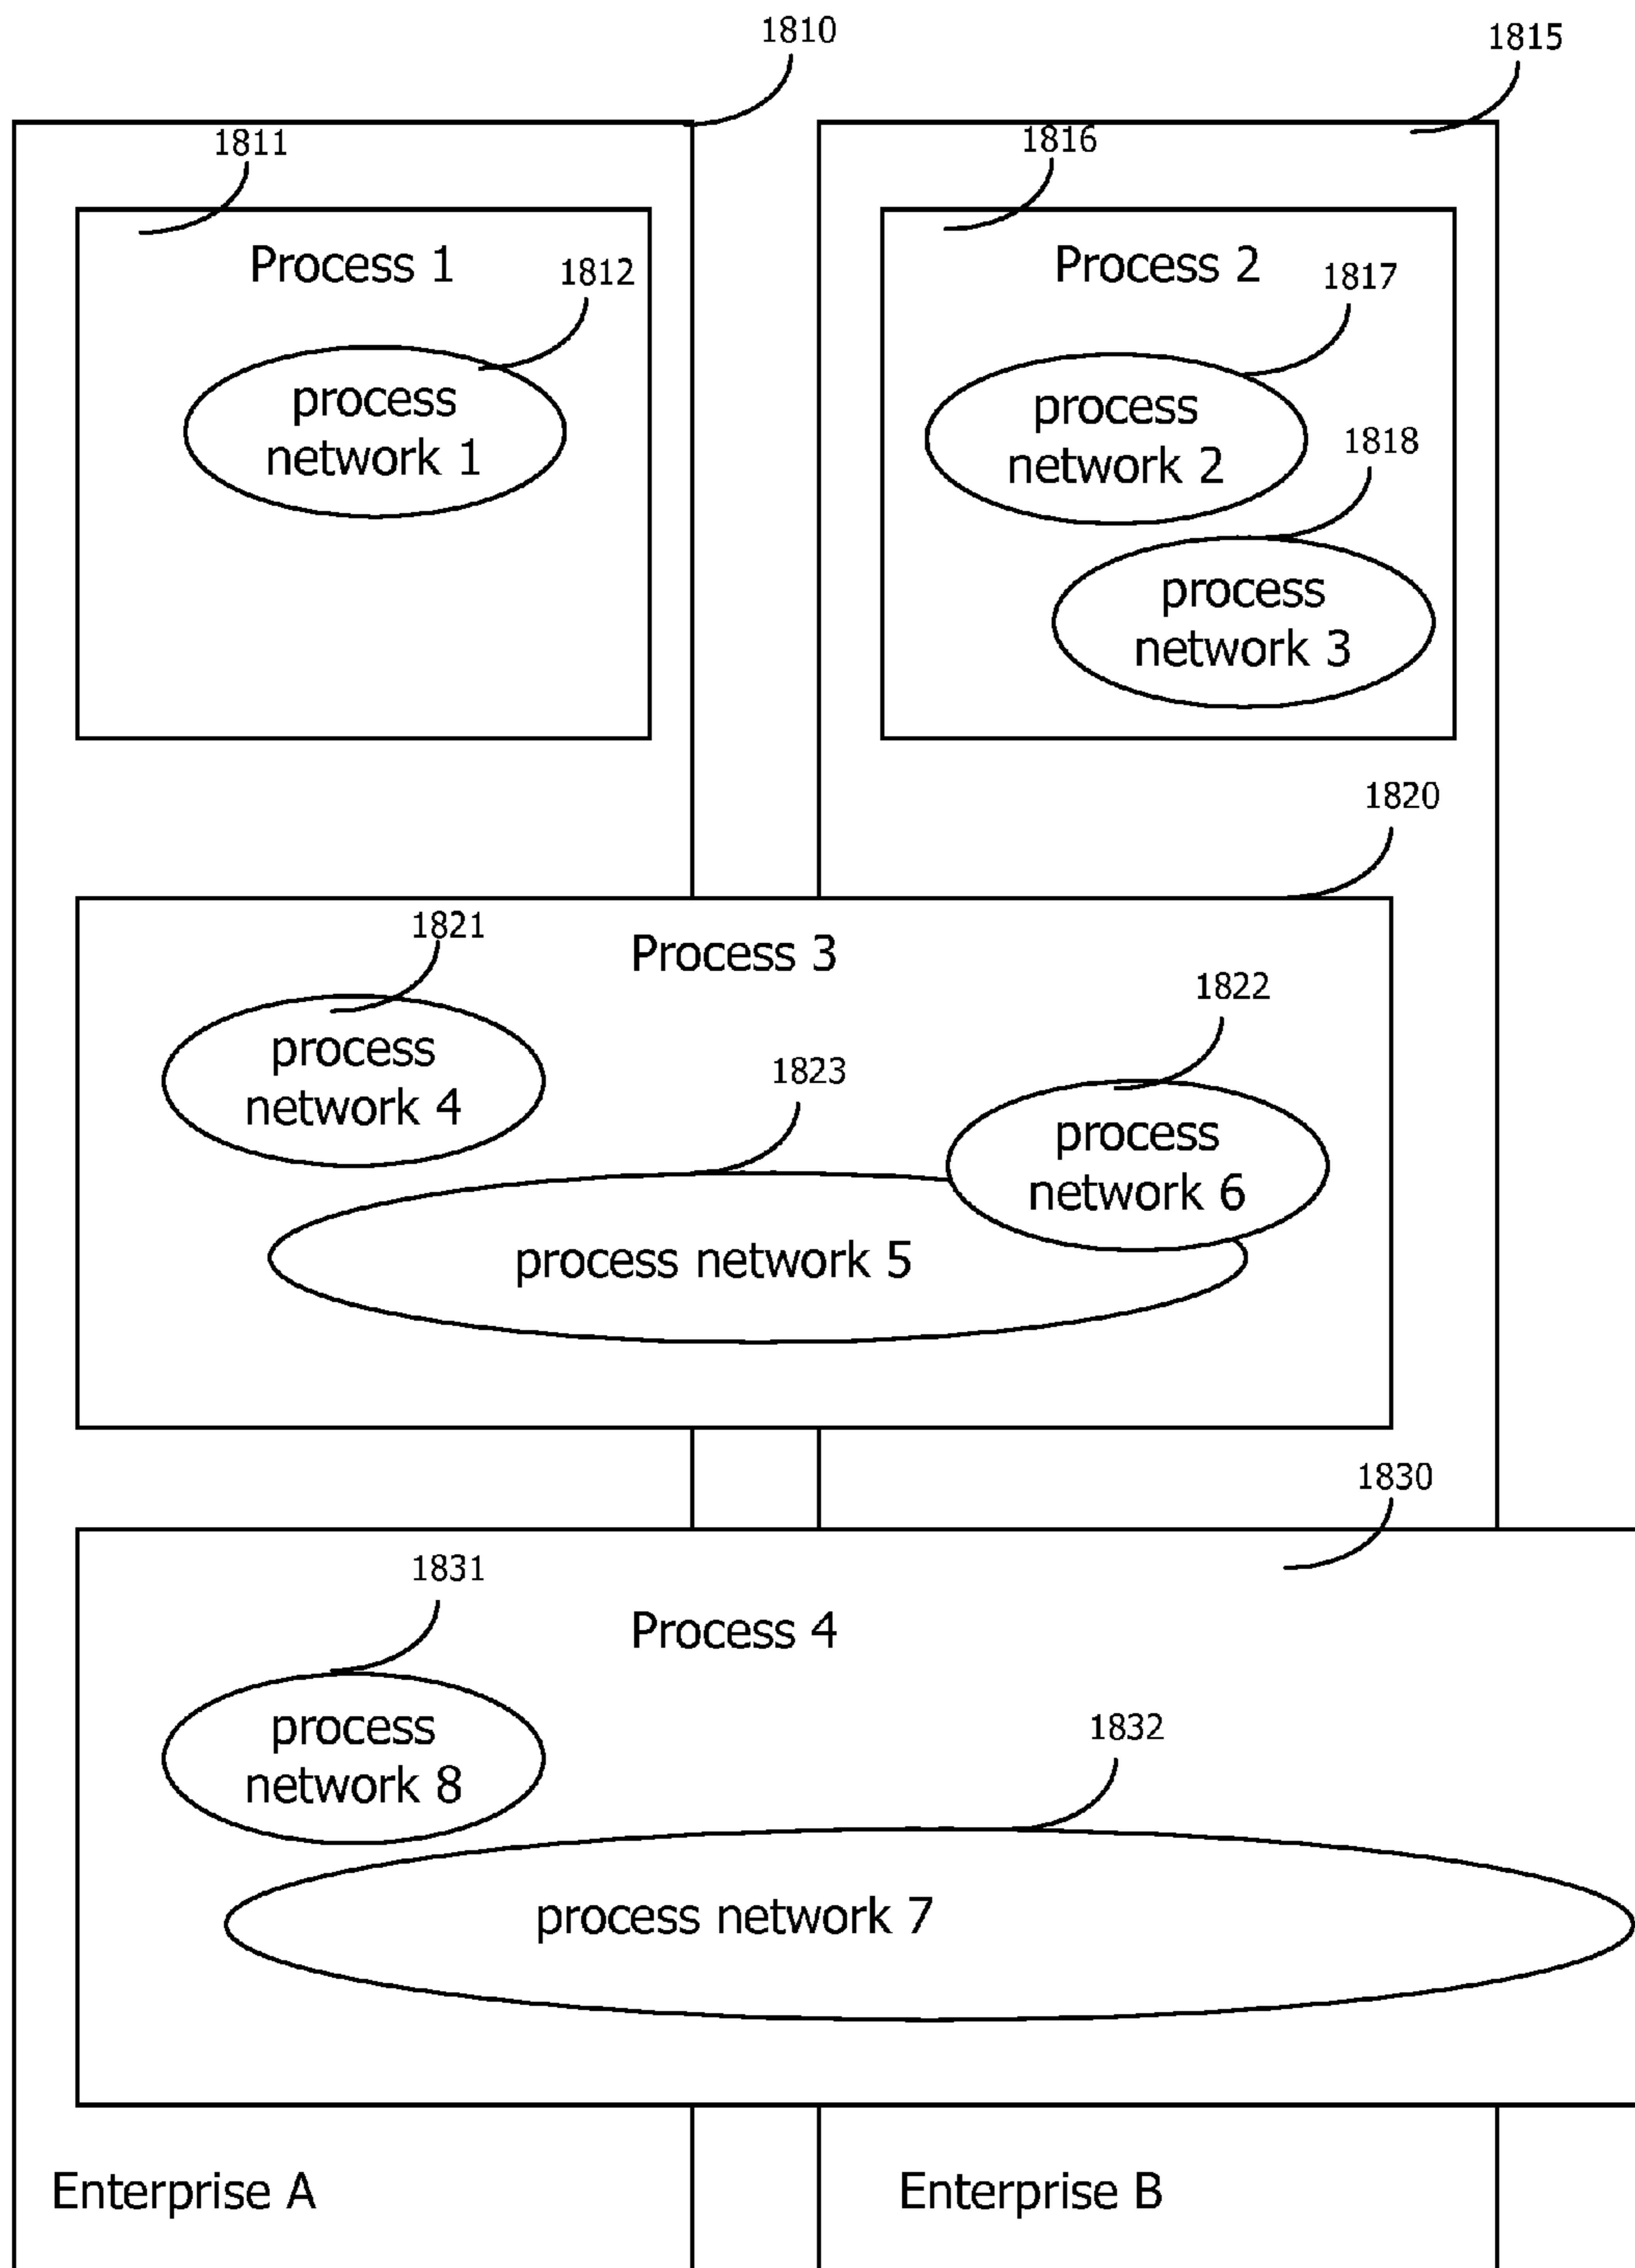 1810
1815
1811
1816
Process 1
Process 2
1812
1817
process
network 1
process
network 2
1818
process
network 3
1820
1821
Process 3
1822
process
network 4
1823
process
network 6
process network 5
1830
1831
Process 4
process
network 8
1832
process network 7
Enterprise A
Enterprise B